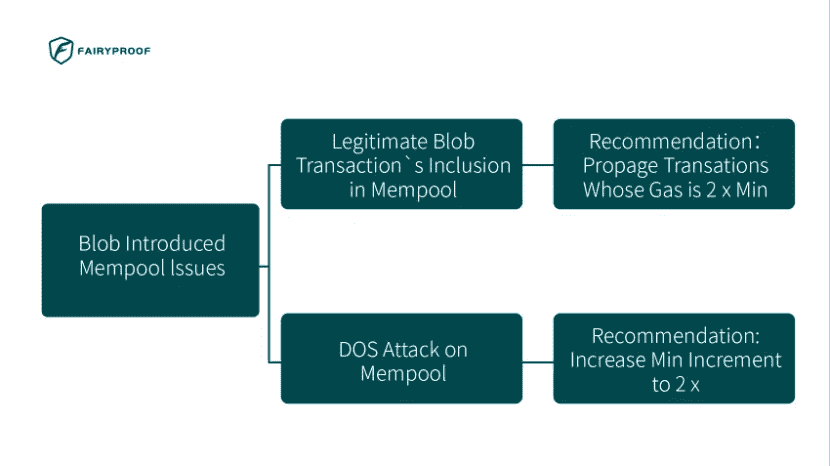 FAIRYPROOF
Legitimate Blob
Transaction`s Inclusion
in Mempool
Recommendation：
Propage Transations
Whose Gas is 2 x Min
Blob Introduced
Mempool Issues
DOS Attack on
Mempool
Recommendation:
Increase Min Increment
to 2 x